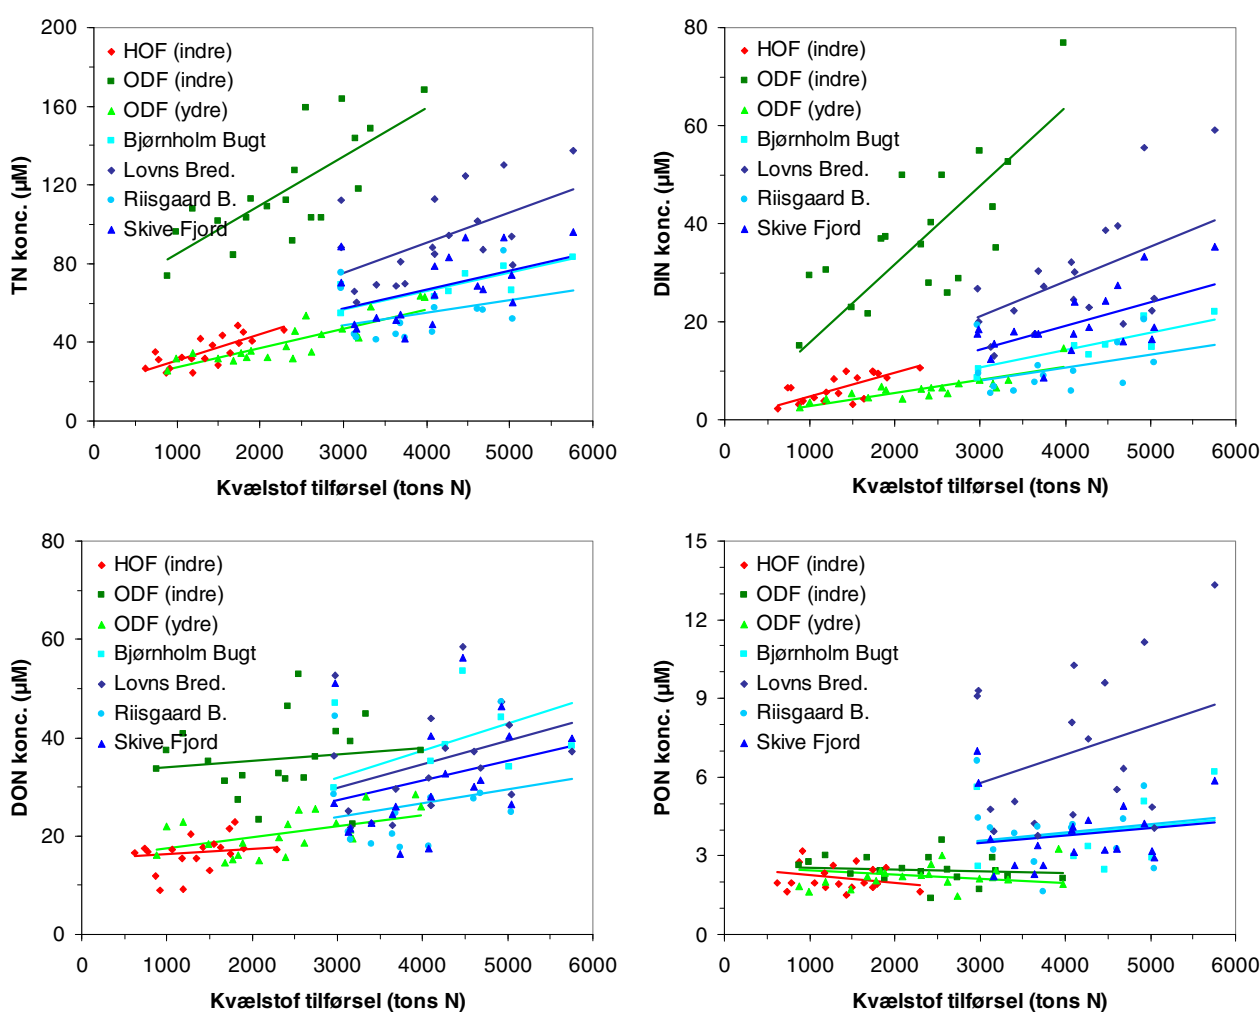 200
160
120
80
40
0
TN konc. (µM)
HOF (indre)
ODF (indre)
ODF (ydre)
Bjørnholm Bugt
Lovns Bred.
Riisgaard B.
Skive Fjord
0 1000 2000 3000 4000 5000 6000
Kvælstof tilførsel (tons N)
80
60
40
20
0
DIN konc. (µM)
HOF (indre)
ODF (indre)
ODF (ydre)
Bjørnholm Bugt
Lovns Bred.
Riisgaard B.
Skive Fjord
0 1000 2000 3000 4000 5000 6000
Kvælstof tilførsel (tons N)
80
60
40
20
0
DON konc. (µM)
HOF (indre)
ODF (indre)
ODF (ydre)
Bjørnholm Bugt
Lovns Bred.
Riisgaard B.
Skive Fjord
0 1000 2000 3000 4000 5000 6000
Kvælstof tilførsel (tons N)
15
12
9
6
3
0
PON konc. (µM)
HOF (indre)
ODF (indre)
ODF (ydre)
Bjørnholm Bugt
Lovns Bred.
Riisgaard B.
Skive Fjord
0 1000 2000 3000 4000 5000 6000
Kvælstof tilførsel (tons N)